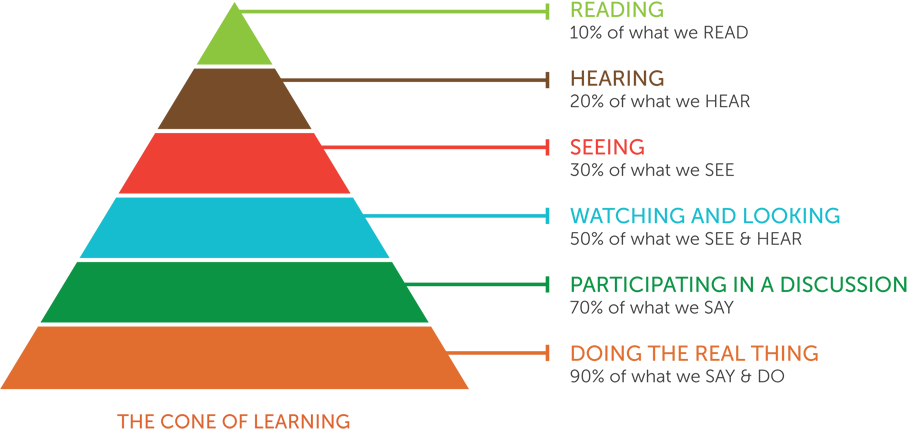 READING
10% of what we READ
HEARING
20% of what we HEAR
SEEING
30% of what we SEE
WATCHING AND LOOKING
50% of what we SEE & HEAR
PARTICIPATING IN A DISCUSSION
70% of what we SAY
DOING THE REAL THING
90% of what we SAY & DO
THE CONE OF LEARNING